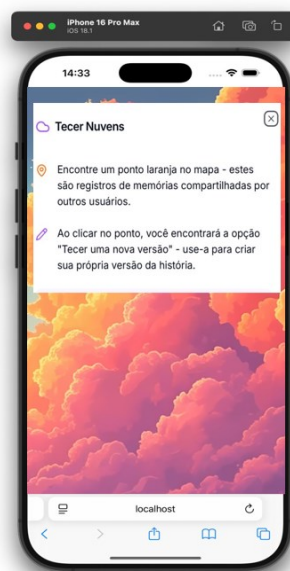 iPhone 16 Pro Max
iOS 18.1
14:33
Tecer Nuvens
Encontre um ponto laranja no mapa - estes
são registros de memórias compartilhadas por
outros usuários.
Ao clicar no ponto, você encontrará a opção
"Tecer uma nova versão" - use-a para criar
sua própria versão da história.
localhost